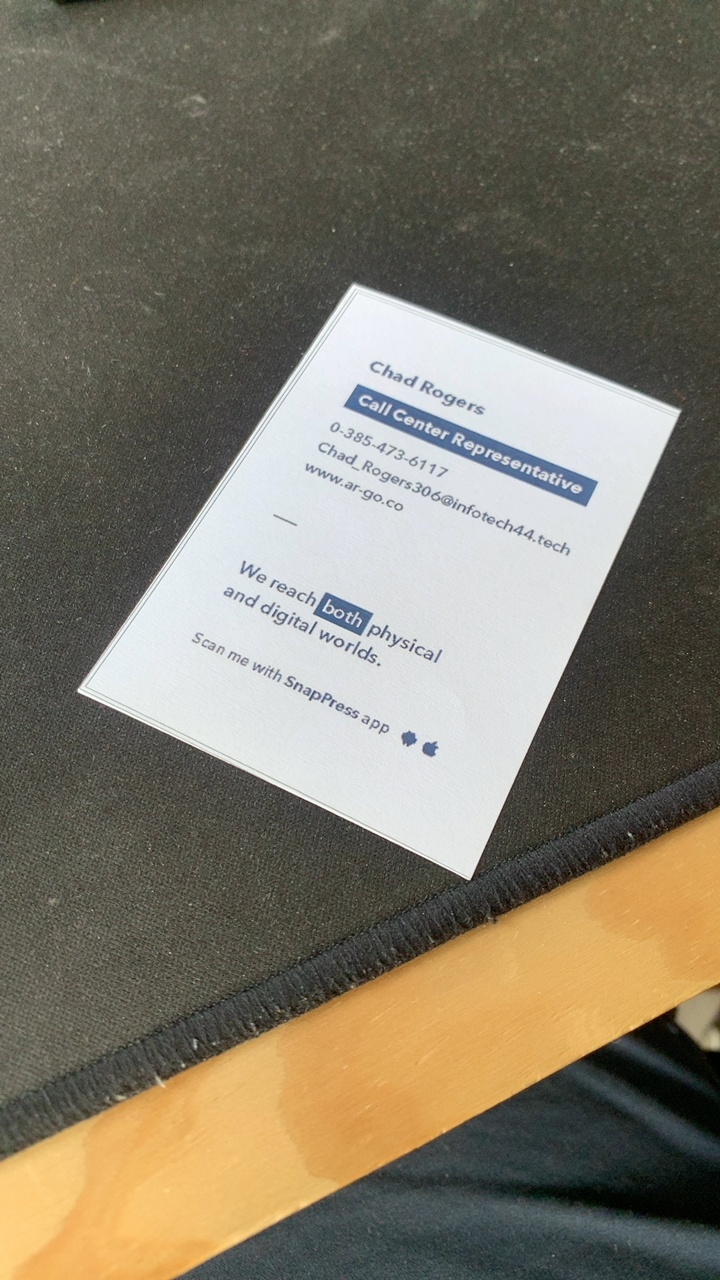 Chad Rogers
Call Center Representative
0-385-473-6117
Chad_Rogers306@infotech44.tech
www.ar-go.co
We reach both physical
and digital worlds.
Scan me with SnapPress app